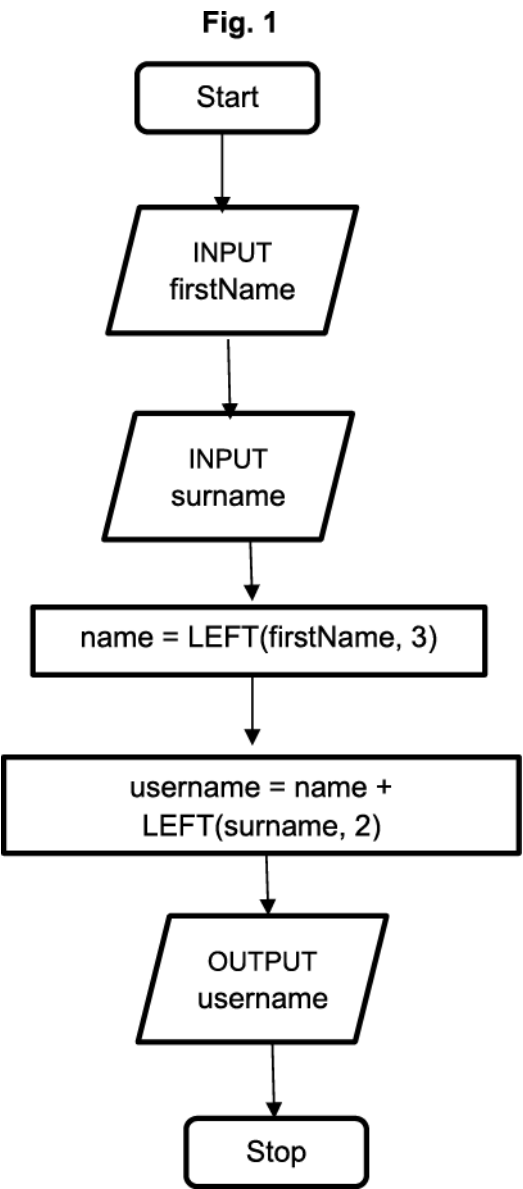 Fig. 1
Start
INPUT
firstName
INPUT
surname
name = LEFT(firstName, 3)
username = name +
LEFT(surname, 2)
OUTPUT
username
Stop